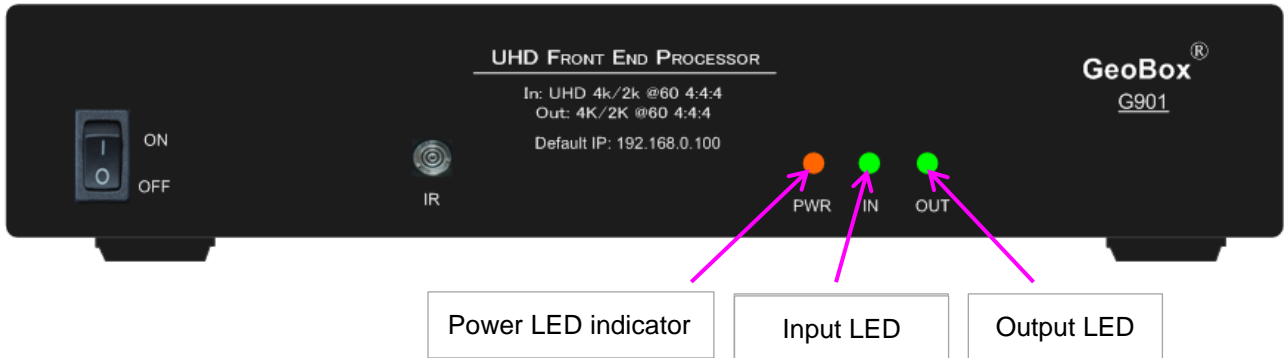 UHD FRONT END PROCESSOR
In: UHD 4k/2k @60 4:4:4
Out: 4K/2K @60 4:4:4
Default IP: 192.168.0.100
GeoBox®
G901
ON
OFF
IR
PWR
IN
OUT
Power LED indicator
Input LED
Output LED